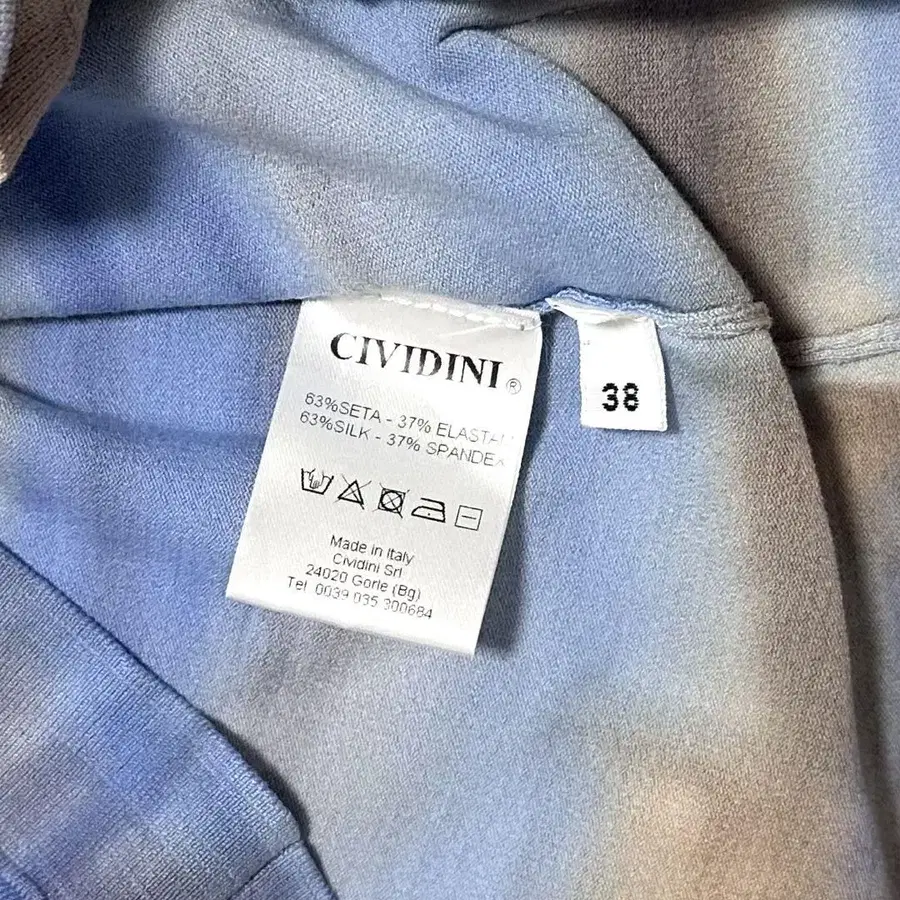 CIVIDINI ®
63%SETA - 37% ELASTA
63%SILK - 37% SPANDEX
Made in Italy
Cividini Srl
24020 Gorle (Bg)
Tel 0039 035 300684
38